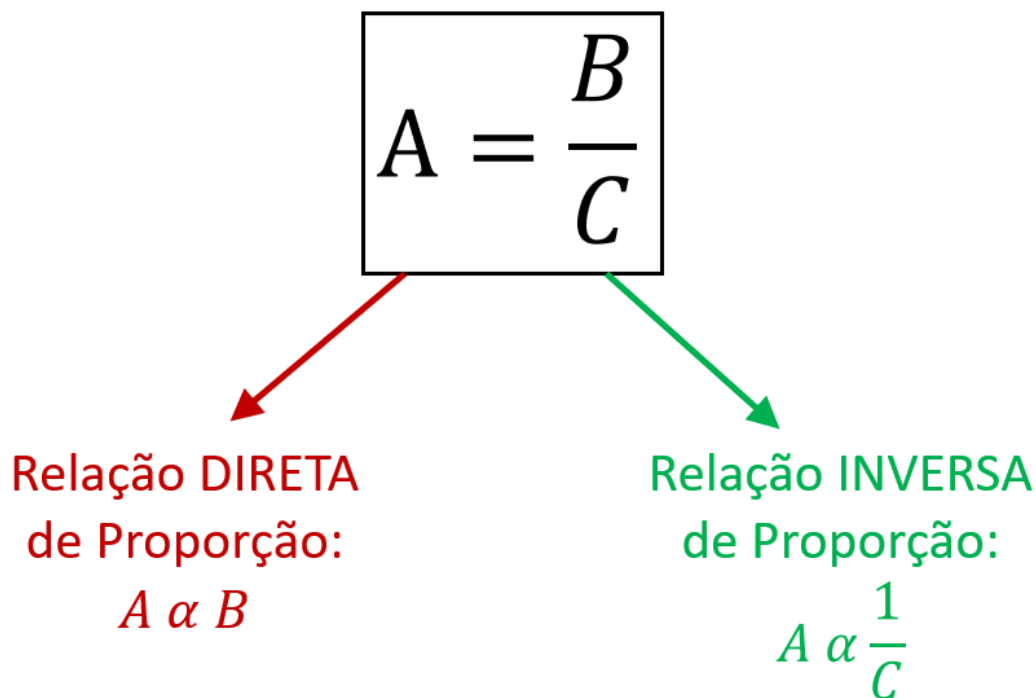 A = B/C
Relação DIRETA
de Proporção:
A α B
Relação INVERSA
de Proporção:
A α 1/C